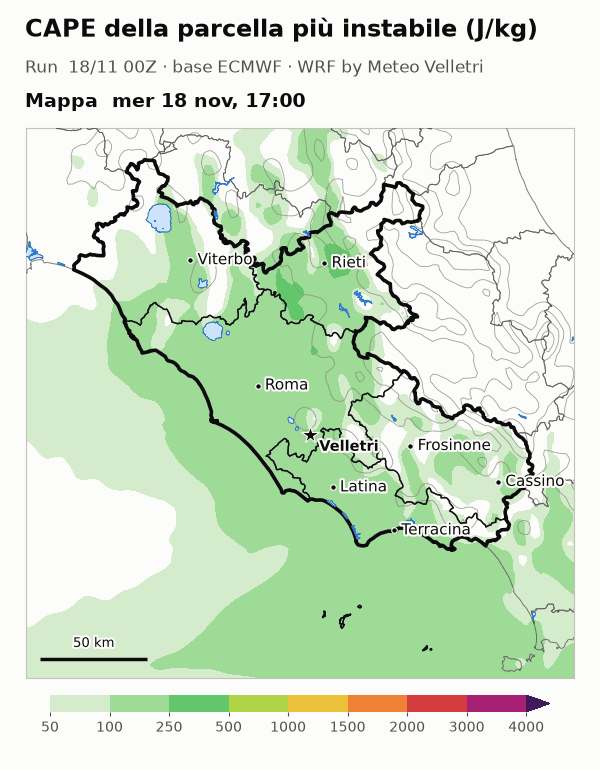 CAPE della parcella più instabile (J/kg)
Run 18/11 00Z · base ECMWF · WRF by Meteo Velletri
Mappa mer 18 nov, 17:00
Viterbo
Rieti
Roma
Velletri
Frosinone
Cassino
Latina
Terracina
50 km
50 100 250 500 1000 1500 2000 3000 4000